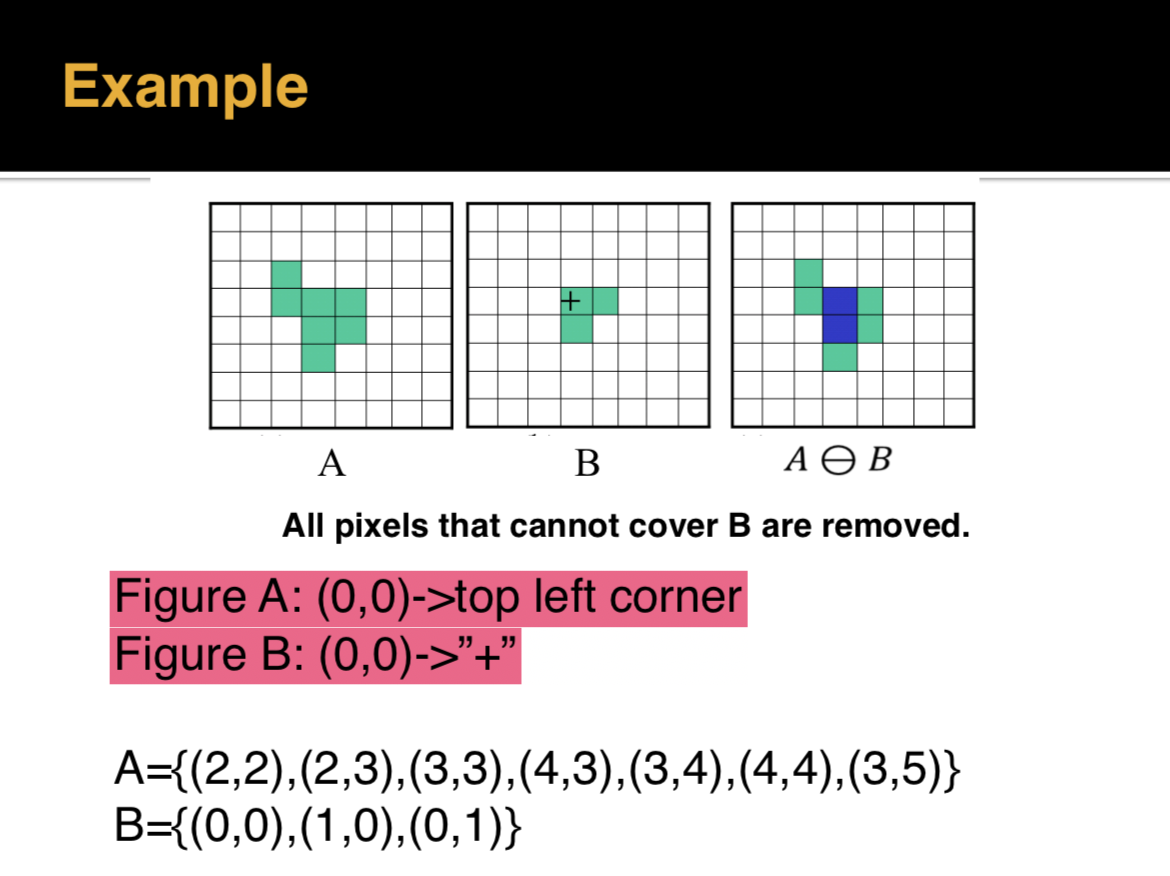 Example
+
A
B
A ⊖ B
All pixels that cannot cover B are removed.
Figure A: (0,0)->top left corner
Figure B: (0,0)->”+”
A={(2,2),(2,3),(3,3),(4,3),(3,4),(4,4),(3,5)}
B={(0,0),(1,0),(0,1)}